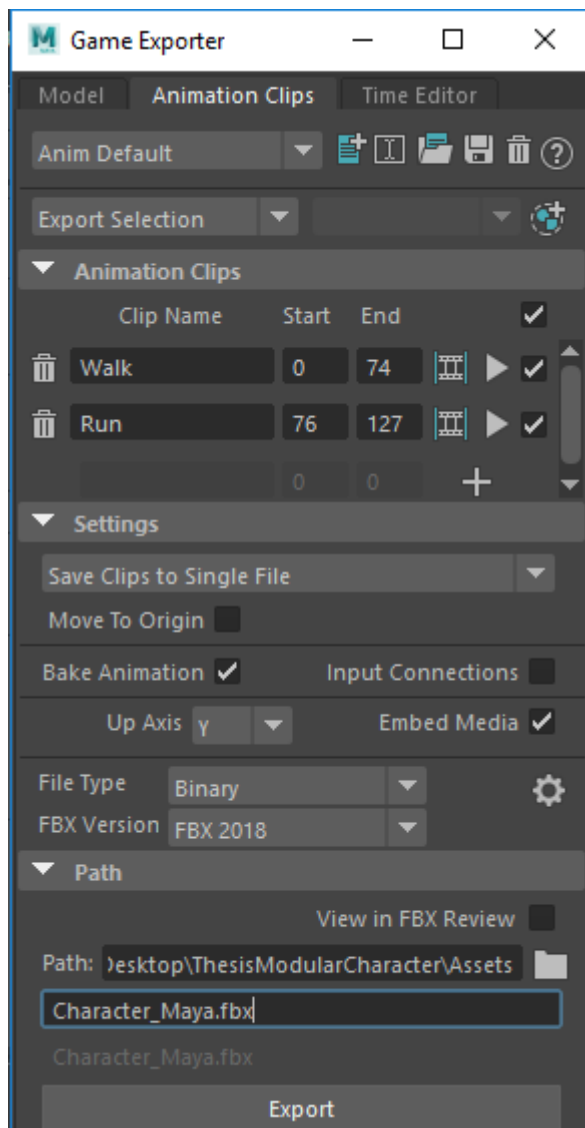 Game Exporter
Model Animation Clips Time Editor
Anim Default
Export Selection
Animation Clips
Clip Name Start End
Walk 0 74
Run 76 127
0 0
Settings
Save Clips to Single File
Move To Origin
Bake Animation Input Connections
Up Axis Y Embed Media
File Type Binary
FBX Version FBX 2018
Path
View in FBX Review
Path: Desktop\ThesisModularCharacter\Assets
Character_Maya.fbx
Character_Maya.fbx
Export